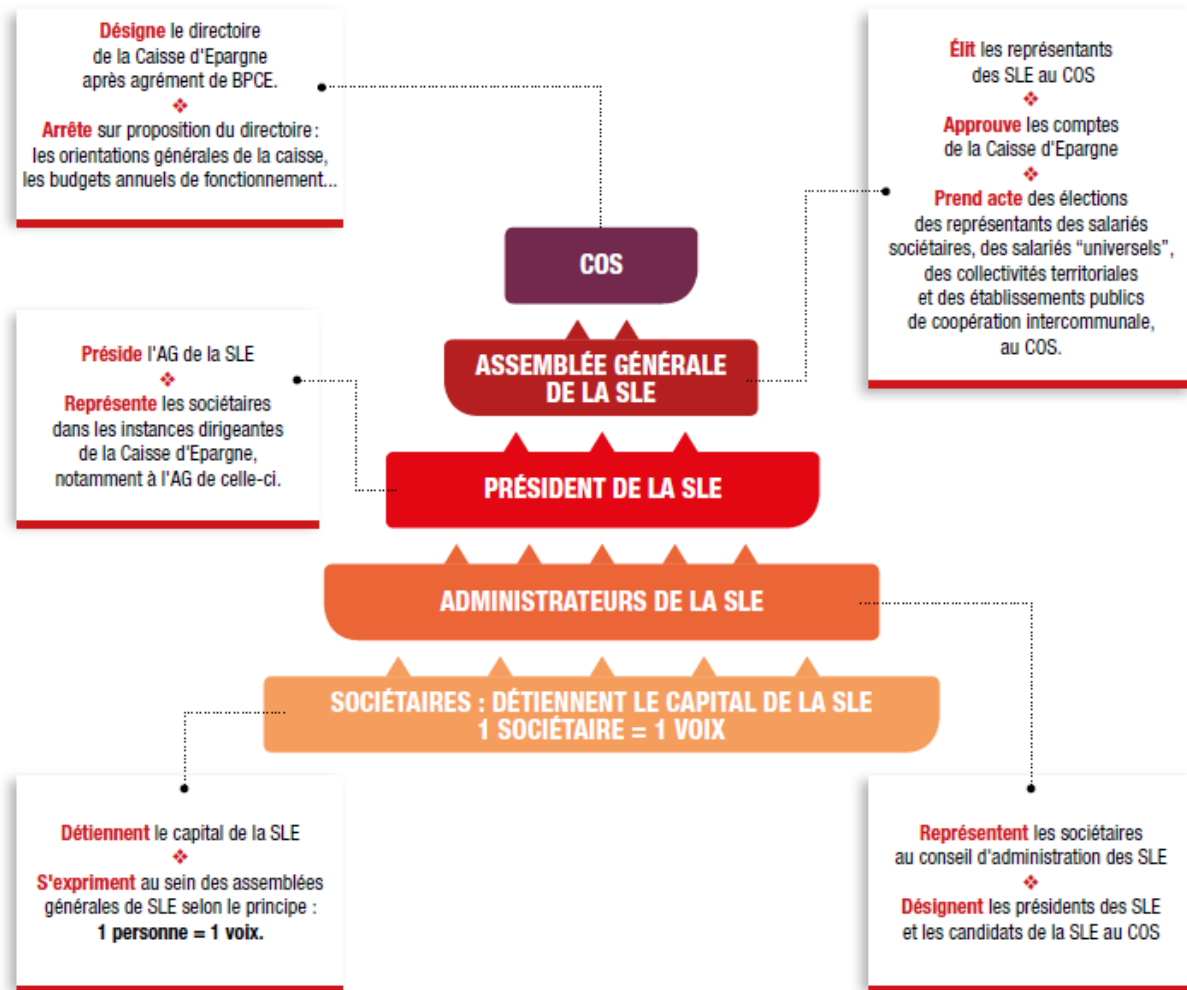 Désigne le directoire
de la Caisse d'Epargne
après agrément de BPCE.
❖
Arrête sur proposition du directoire :
les orientations générales de la caisse,
les budgets annuels de fonctionnement...
Élit les représentants
des SLE au COS
❖
Approuve les comptes
de la Caisse d'Epargne
❖
Prend acte des élections
des représentants des salariés
sociétaires, des salariés “universels”,
des collectivités territoriales
et des établissements publics
de coopération intercommunale,
au COS.
COS
ASSEMBLÉE GÉNÉRALE
DE LA SLE
Préside l'AG de la SLE
❖
Représente les sociétaires
dans les instances dirigeantes
de la Caisse d'Epargne,
notamment à l'AG de celle-ci.
PRÉSIDENT DE LA SLE
ADMINISTRATEURS DE LA SLE
SOCIÉTAIRES : DÉTIENNENT LE CAPITAL DE LA SLE
1 SOCIÉTAIRE = 1 VOIX
Détiennent le capital de la SLE
❖
S'expriment au sein des assemblées
générales de SLE selon le principe :
1 personne = 1 voix.
Représentent les sociétaires
au conseil d'administration des SLE
❖
Désignent les présidents des SLE
et les candidats de la SLE au COS